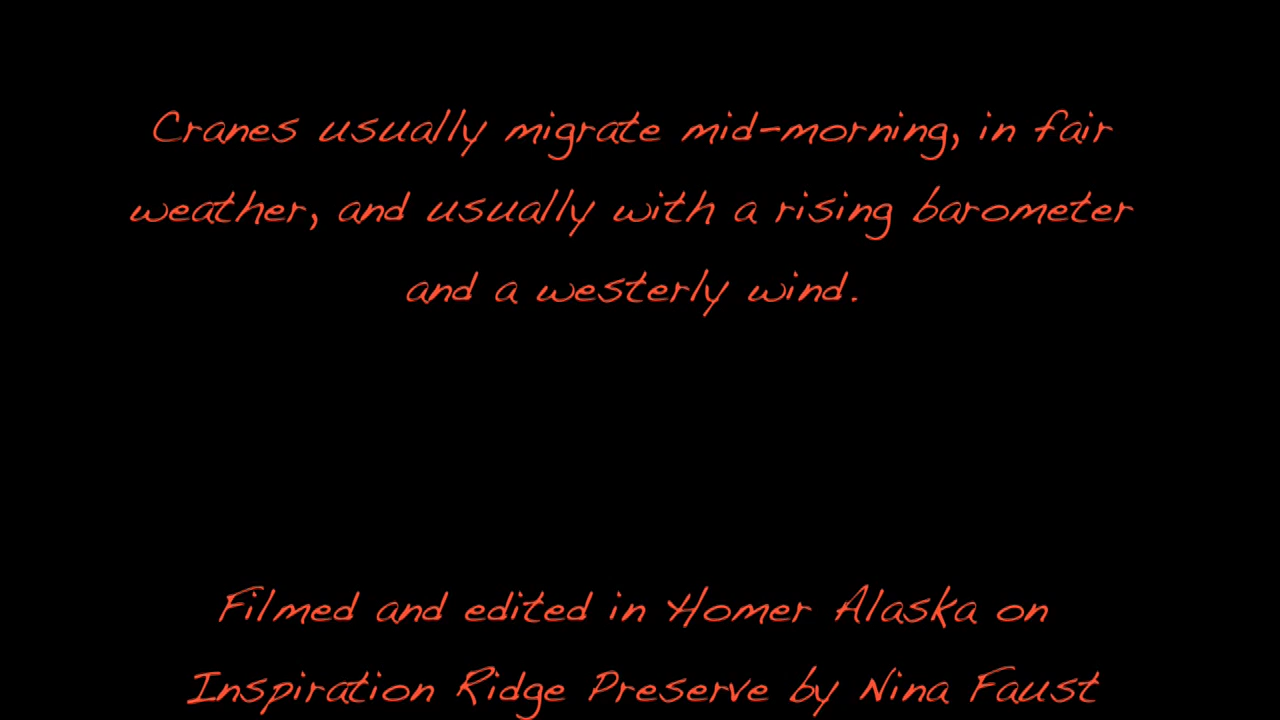 Cranes usually migrate mid-morning, in fair
weather, and usually with a rising barometer
and a westerly wind.
Filmed and edited in Homer Alaska on
Inspiration Ridge Preserve by Nina Faust